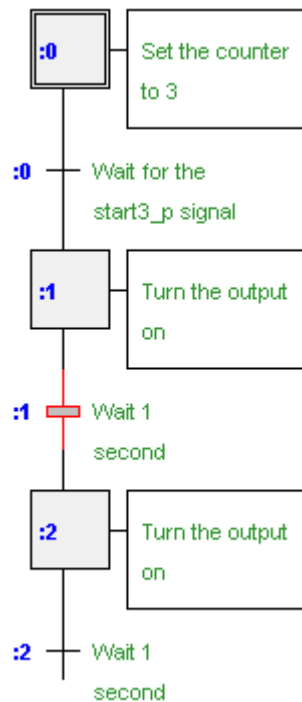 :0
Set the counter
to 3
:0
Wait for the
start3_p signal
:1
Turn the output
on
:1
Wait 1
second
:2
Turn the output
on
:2
Wait 1
second